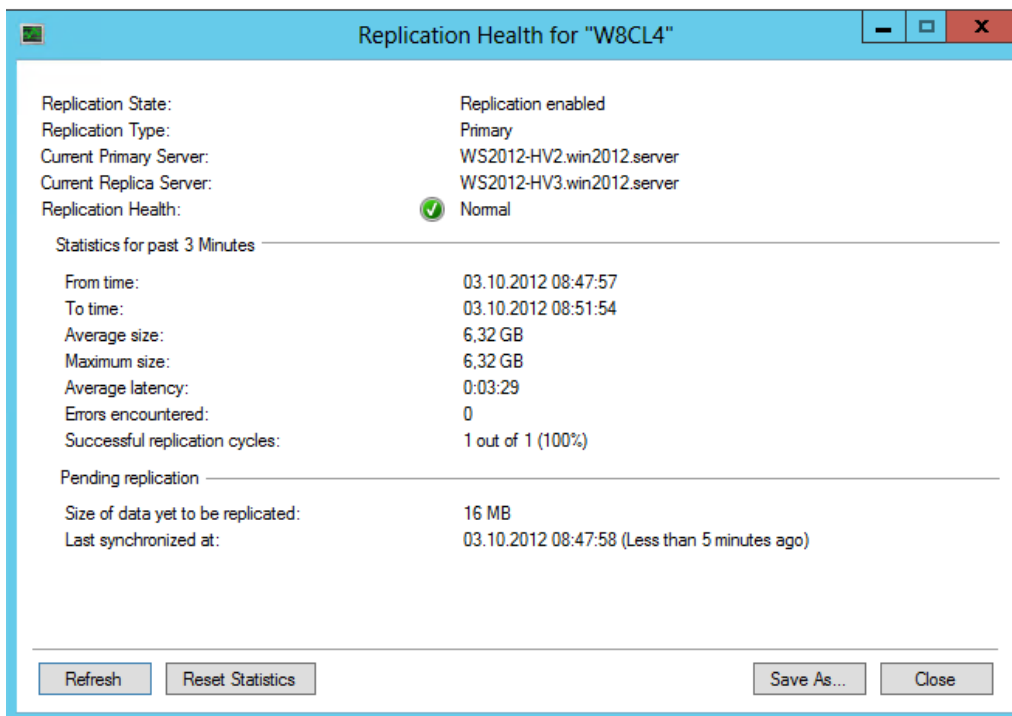 Replication Health for "W8CL4"
Replication State: Replication enabled
Replication Type: Primary
Current Primary Server: WS2012-HV2.win2012.server
Current Replica Server: WS2012-HV3.win2012.server
Replication Health: Normal
Statistics for past 3 Minutes
From time: 03.10.2012 08:47:57
To time: 03.10.2012 08:51:54
Average size: 6,32 GB
Maximum size: 6,32 GB
Average latency: 0:03:29
Errors encountered: 0
Successful replication cycles: 1 out of 1 (100%)
Pending replication
Size of data yet to be replicated: 16 MB
Last synchronized at: 03.10.2012 08:47:58 (Less than 5 minutes ago)
Refresh Reset Statistics Save As... Close